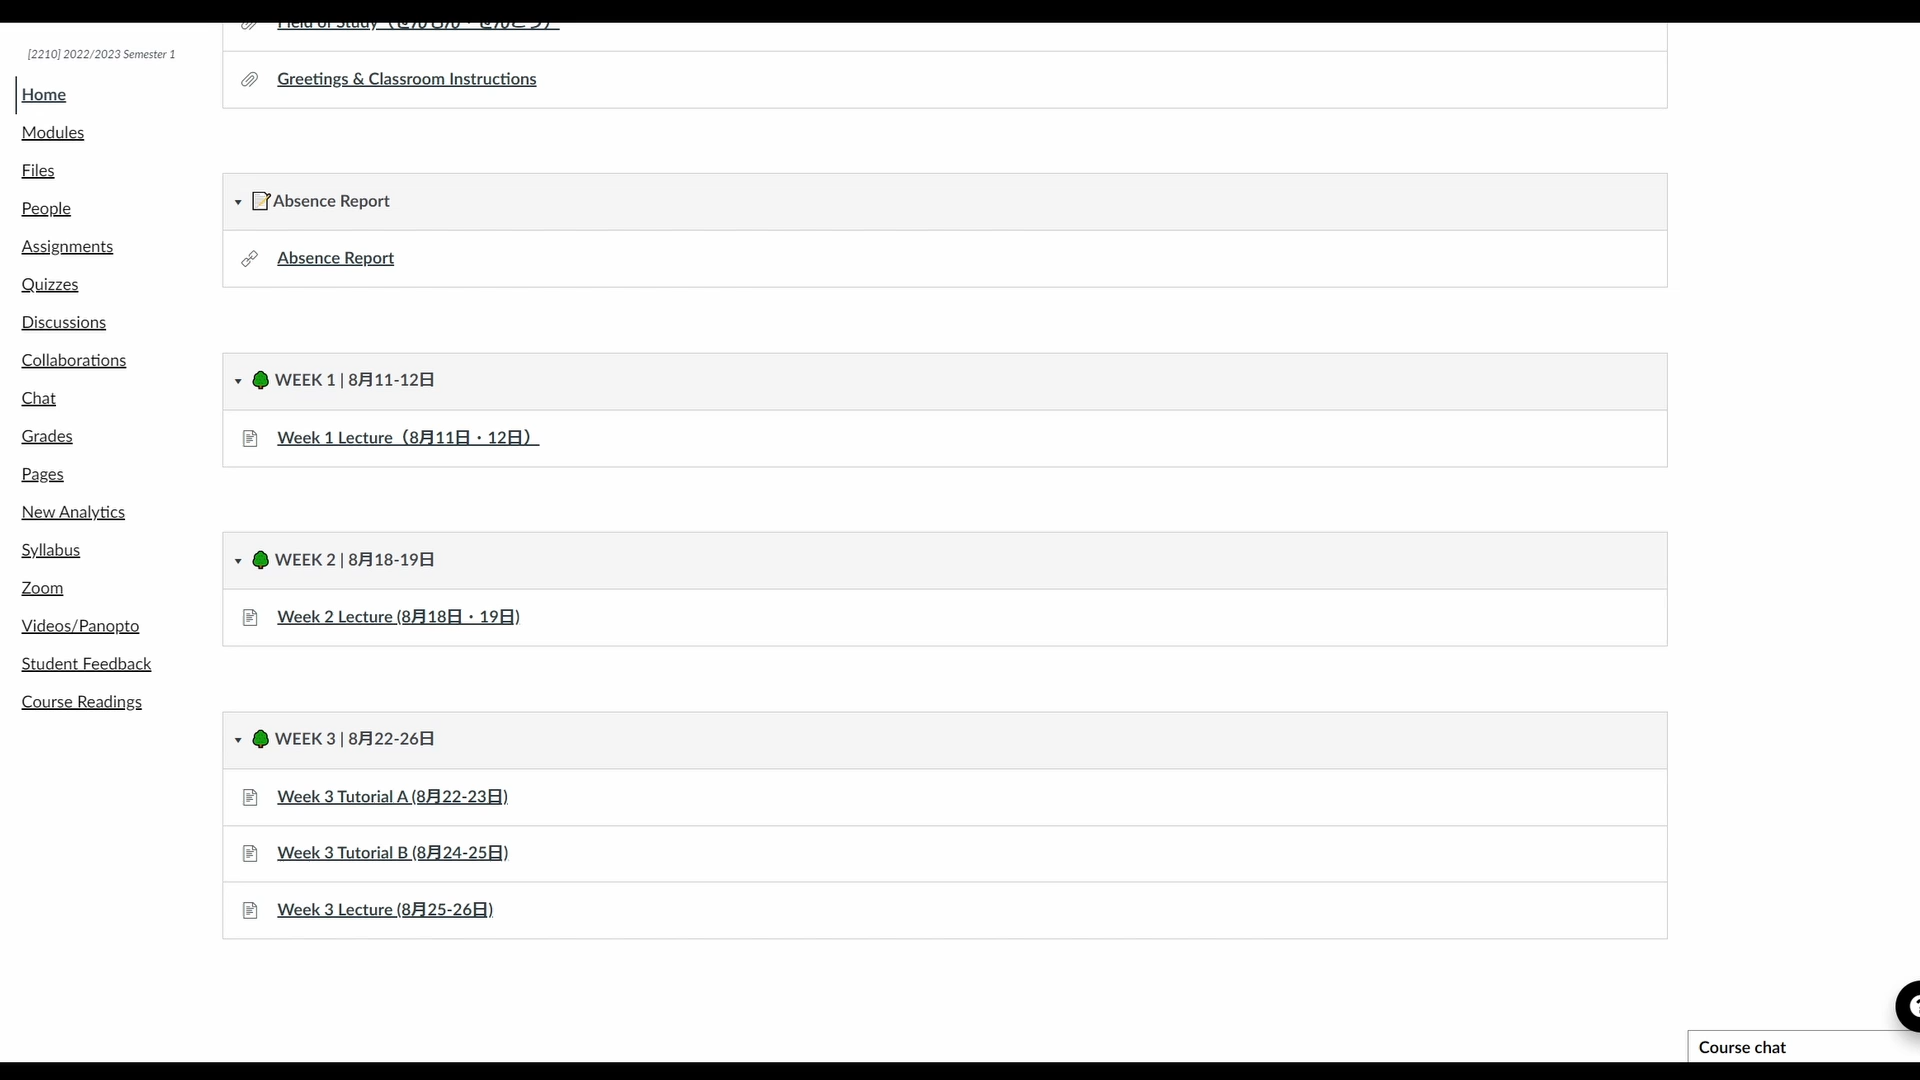 [2210] 2022/2023 Semester 1
Home
Modules
Files
People
Assignments
Quizzes
Discussions
Collaborations
Chat
Grades
Pages
New Analytics
Syllabus
Zoom
Videos/Panopto
Student Feedback
Course Readings
Field of Study
Greetings & Classroom Instructions
Absence Report
Absence Report
WEEK 1 | 8月11-12日
Week 1 Lecture（8月11日・12日）
WEEK 2 | 8月18-19日
Week 2 Lecture (8月18日・19日)
WEEK 3 | 8月22-26日
Week 3 Tutorial A (8月22-23日)
Week 3 Tutorial B (8月24-25日)
Week 3 Lecture (8月25-26日)
Course chat